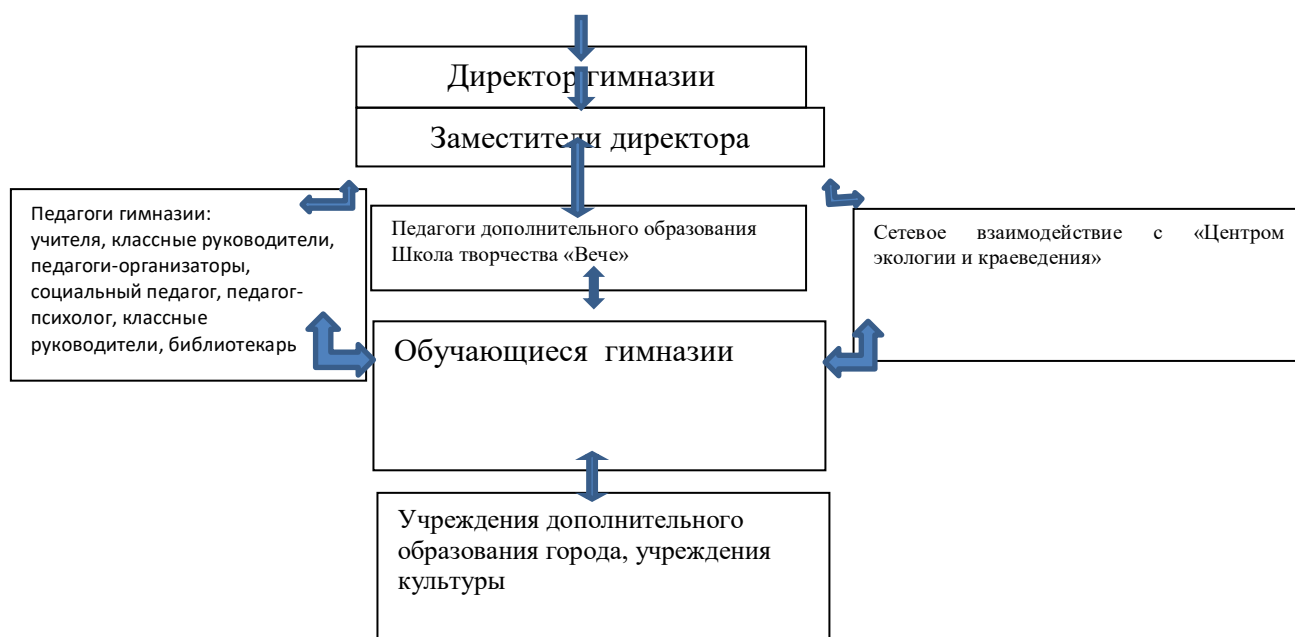 Директор гимназии
Заместители директора
Педагоги гимназии:
учителя, классные руководители,
педагоги-организаторы,
социальный педагог, педагог-
психолог, классные
руководители, библиотекарь
Педагоги дополнительного образования
Школа творчества «Вече»
Сетевое взаимодействие с «Центром
экологии и краеведения»
Обучающиеся гимназии
Учреждения дополнительного
образования города, учреждения
культуры